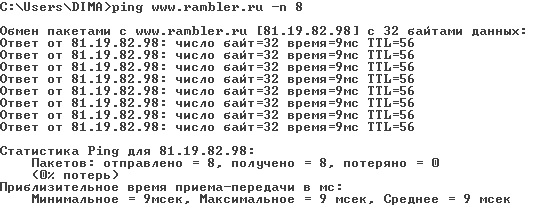 C:\Users\DIMA>ping www.rambler.ru -n 8
Обмен пакетами с www.rambler.ru [81.19.82.98] с 32 байтами данных:
Ответ от 81.19.82.98: число байт=32 время=9мс TTL=56
Ответ от 81.19.82.98: число байт=32 время=9мс TTL=56
Ответ от 81.19.82.98: число байт=32 время=9мс TTL=56
Ответ от 81.19.82.98: число байт=32 время=9мс TTL=56
Ответ от 81.19.82.98: число байт=32 время=9мс TTL=56
Ответ от 81.19.82.98: число байт=32 время=9мс TTL=56
Ответ от 81.19.82.98: число байт=32 время=9мс TTL=56
Ответ от 81.19.82.98: число байт=32 время=9мс TTL=56
Статистика Ping для 81.19.82.98:
Пакетов: отправлено = 8, получено = 8, потеряно = 0
(0% потерь)
Приблизительное время приема-передачи в мс:
Минимальное = 9мсек, Максимальное = 9 мсек, Среднее = 9 мсек